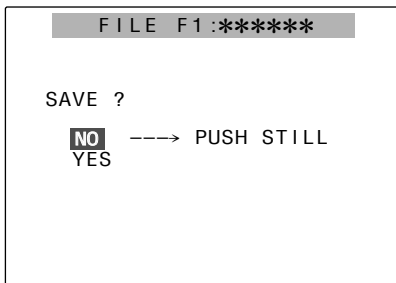 FILE F1:******
SAVE ?
NO ---→ PUSH STILL
YES